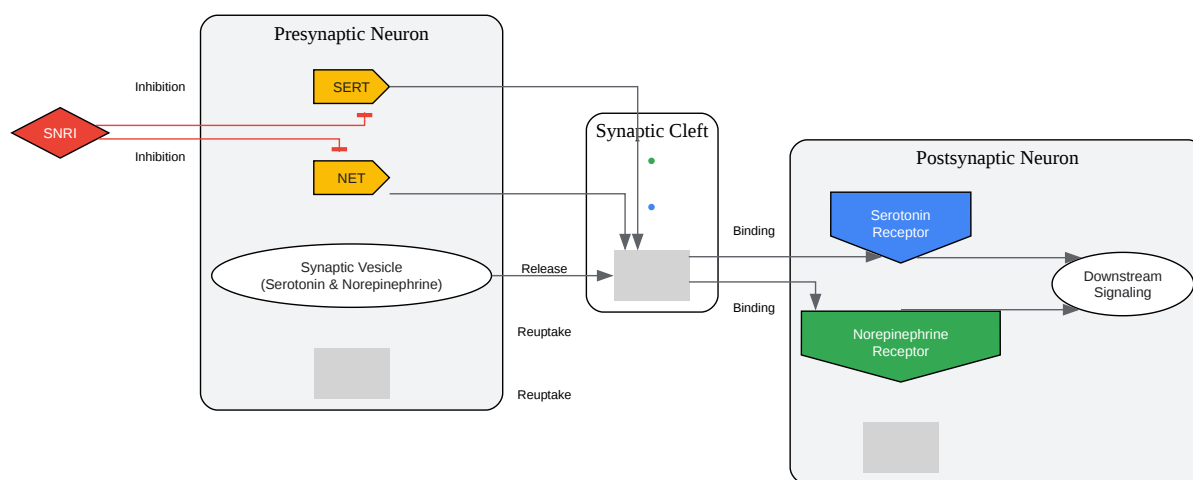 Presynaptic Neuron
Inhibition
SERT
SNRI
Inhibition
NET
Synaptic Vesicle
(Serotonin & Norepinephrine)
Release
Reuptake
Reuptake
Synaptic Cleft
Binding
Binding
Postsynaptic Neuron
Serotonin
Receptor
Norepinephrine
Receptor
Downstream
Signaling